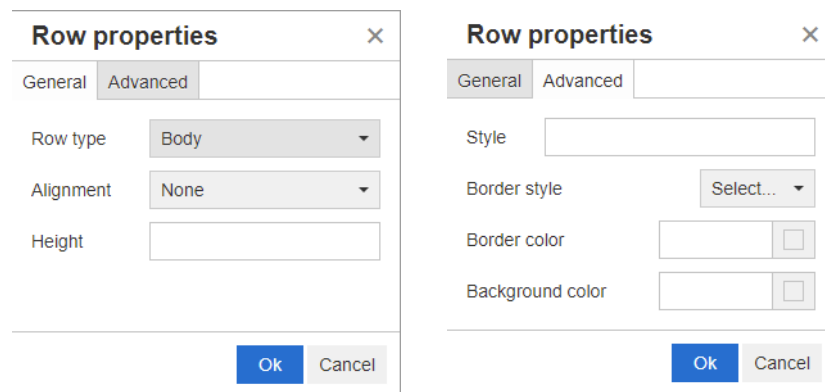 Row properties ×
General Advanced
Row type Body
Alignment None
Height
Ok Cancel
Row properties ×
General Advanced
Style
Border style Select...
Border color
Background color
Ok Cancel